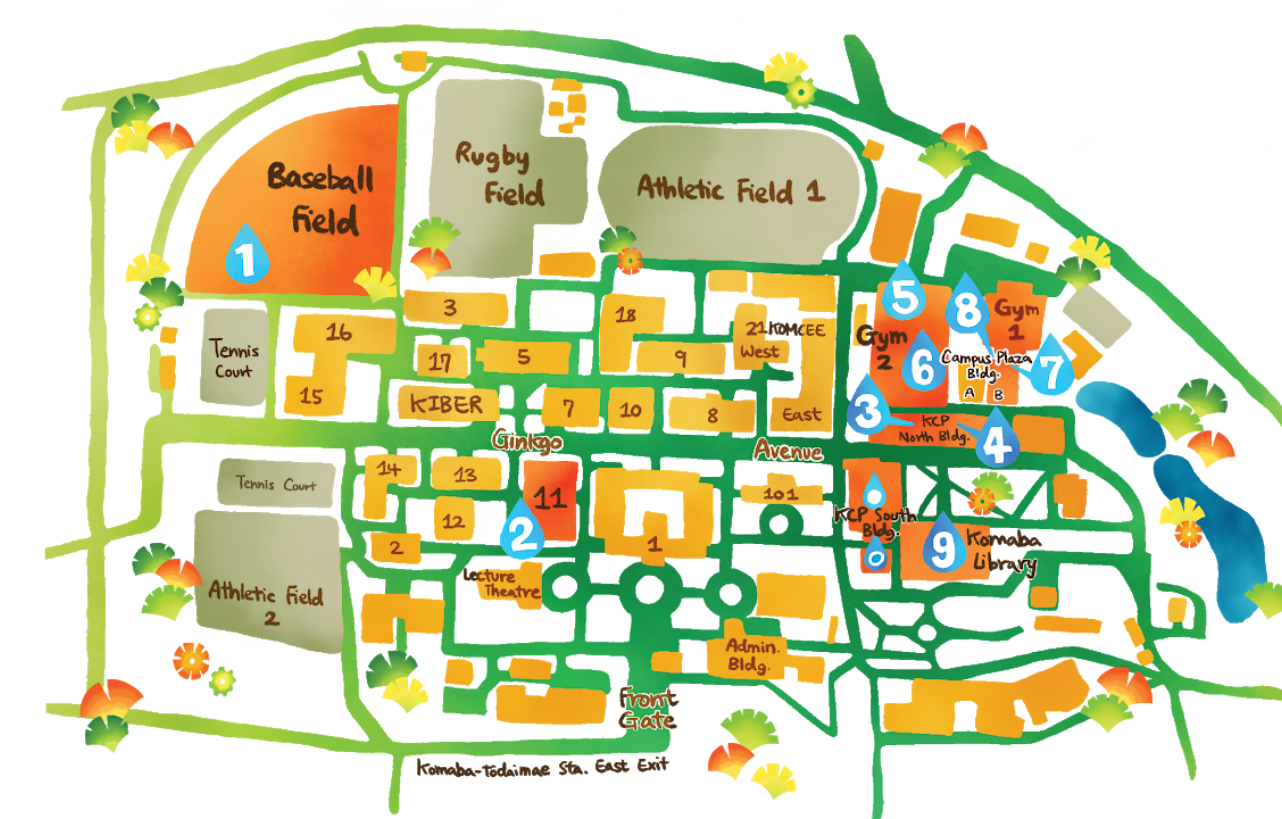 Baseball
Field
1
Rugby
Field
Athletic Field 1
3
18
16
17
5
9
21 KOMCEE
West
Tennis
Court
15
KIBER
7
10
8
East
5
8
Gym
1
Gym
2
6
Campus Plaza
Bldg.
A
B
7
3
KCP
North Bldg.
4
Ginkgo
Avenue
14
13
Tennis Court
11
101
12
2
2
1
KCP South
Bldg.
0
9
Komaba
Library
Lecture
Theatre
Athletic Field
2
Admin.
Bldg.
Front
Gate
Komaba-Todaimae Sta. East Exit